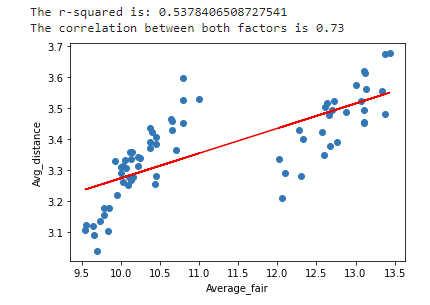 The r-squared is: 0.5378406508727541
The correlation between both factors is 0.73
3.7
3.6
3.5
3.4
3.3
3.2
3.1
Avg_distance
9.5 10.0 10.5 11.0 11.5 12.0 12.5 13.0 13.5
Average_fair